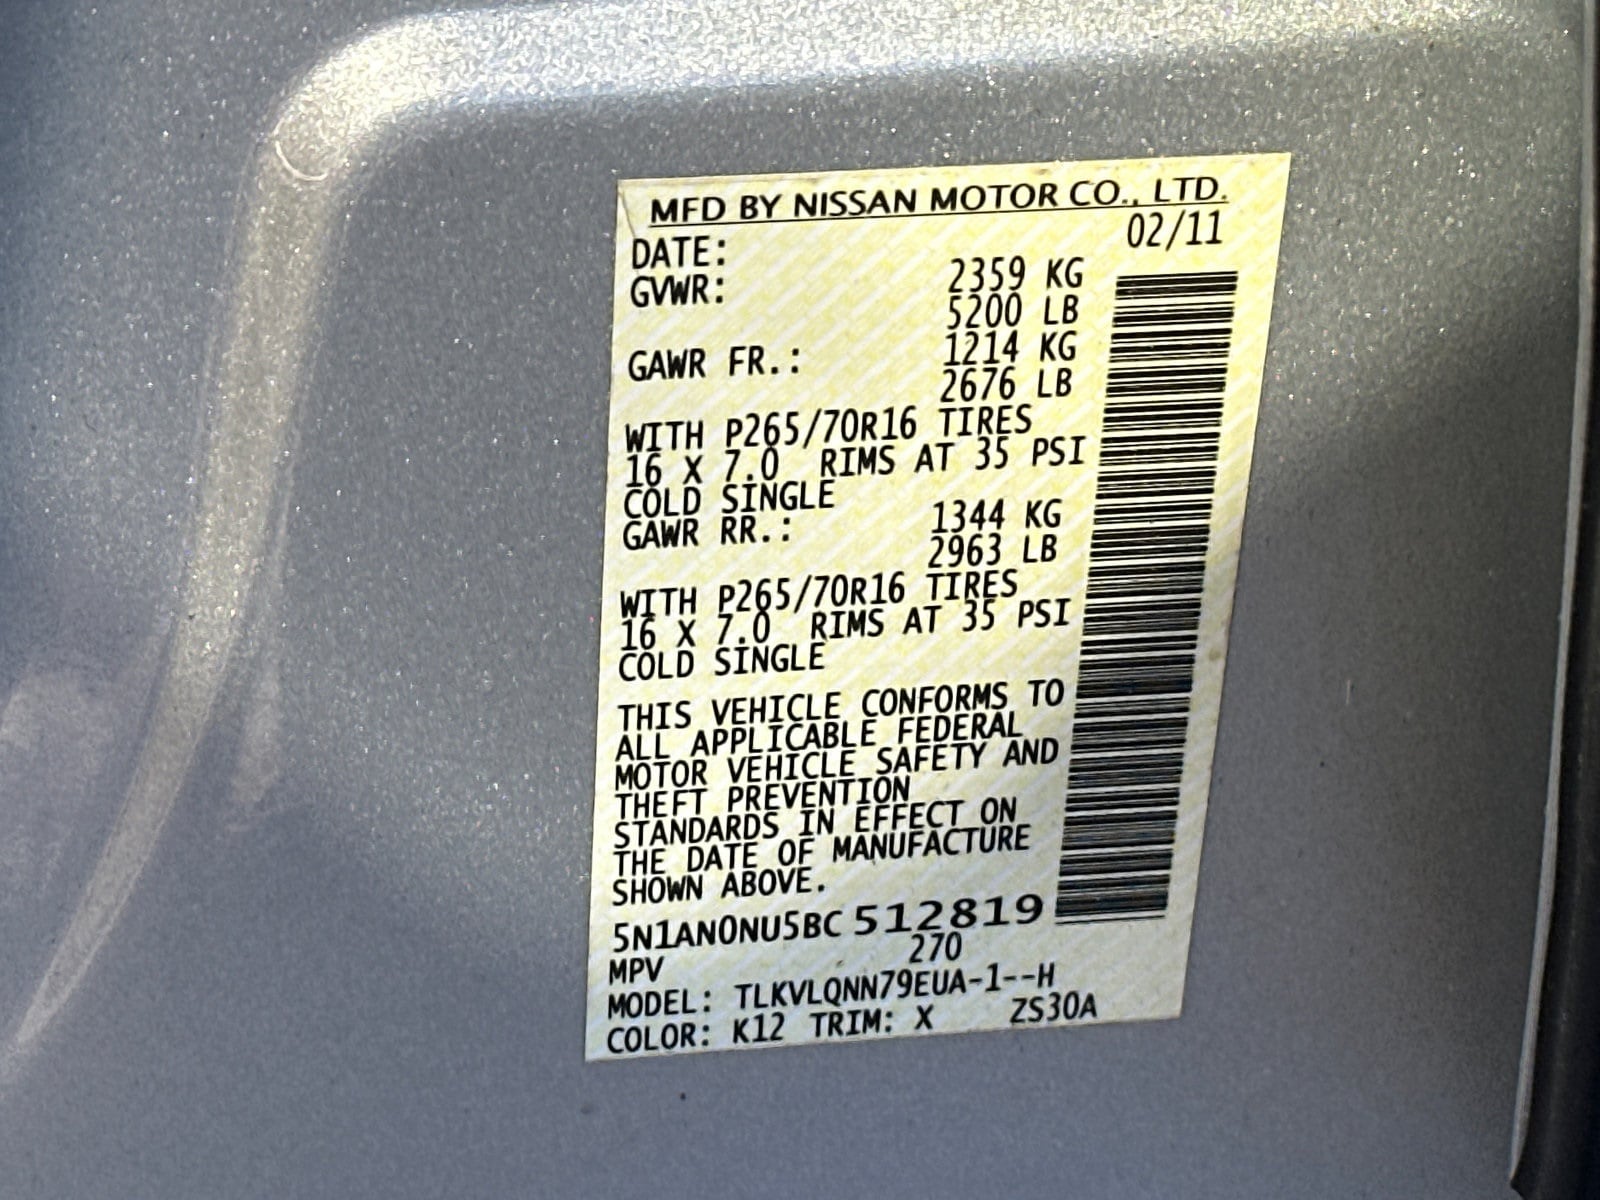 MFD BY NISSAN MOTOR CO., LTD.
DATE: 02/11
GVWR: 2359 KG
5200 LB
GAWR FR.: 1214 KG
2676 LB
WITH P265/70R16 TIRES
16 X 7.0 RIMS AT 35 PSI
COLD SINGLE
GAWR RR.: 1344 KG
2963 LB
WITH P265/70R16 TIRES
16 X 7.0 RIMS AT 35 PSI
COLD SINGLE
THIS VEHICLE CONFORMS TO
ALL APPLICABLE FEDERAL
MOTOR VEHICLE SAFETY AND
THEFT PREVENTION
STANDARDS IN EFFECT ON
THE DATE OF MANUFACTURE
SHOWN ABOVE.
5N1AN0NU5BC 512819
MPV 270
MODEL: TLKVLQNN79EUA-1--H
COLOR: K12 TRIM: X ZS30A